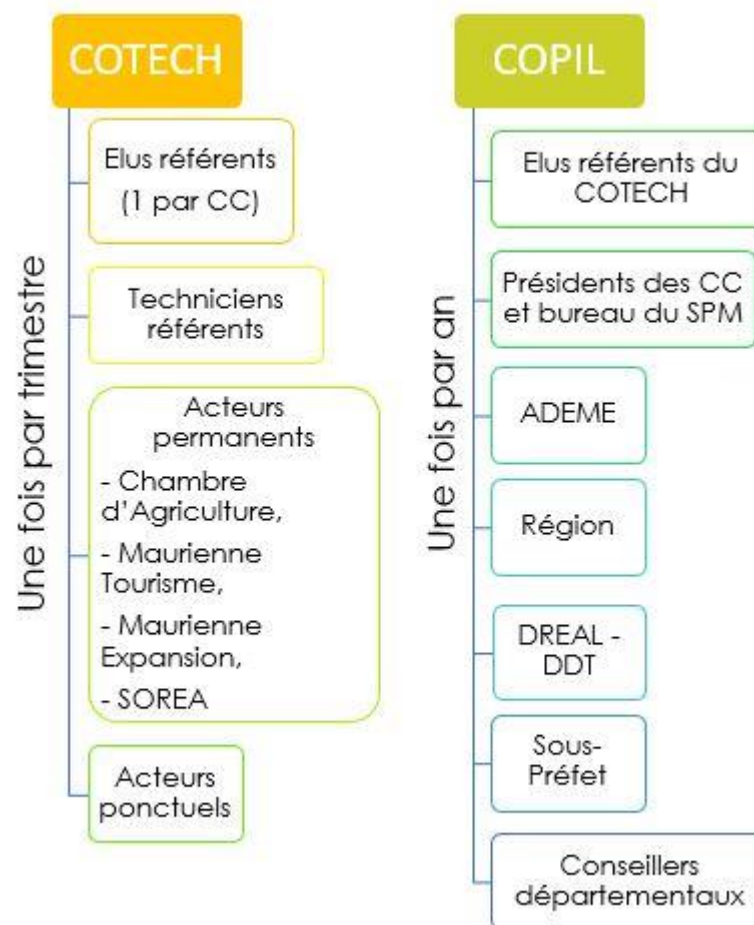 COTECH
Une fois par trimestre
Elus référents
(1 par CC)
Techniciens
référents
Acteurs
permanents
- Chambre
d'Agriculture,
- Maurienne
Tourisme,
- Maurienne
Expansion,
- SOREA
Acteurs
ponctuels
COPIL
Une fois par an
Elus référents du
COTECH
Présidents des CC
et bureau du SPM
ADEME
Région
DREAL -
DDT
Sous-
Préfet
Conseillers
départementaux